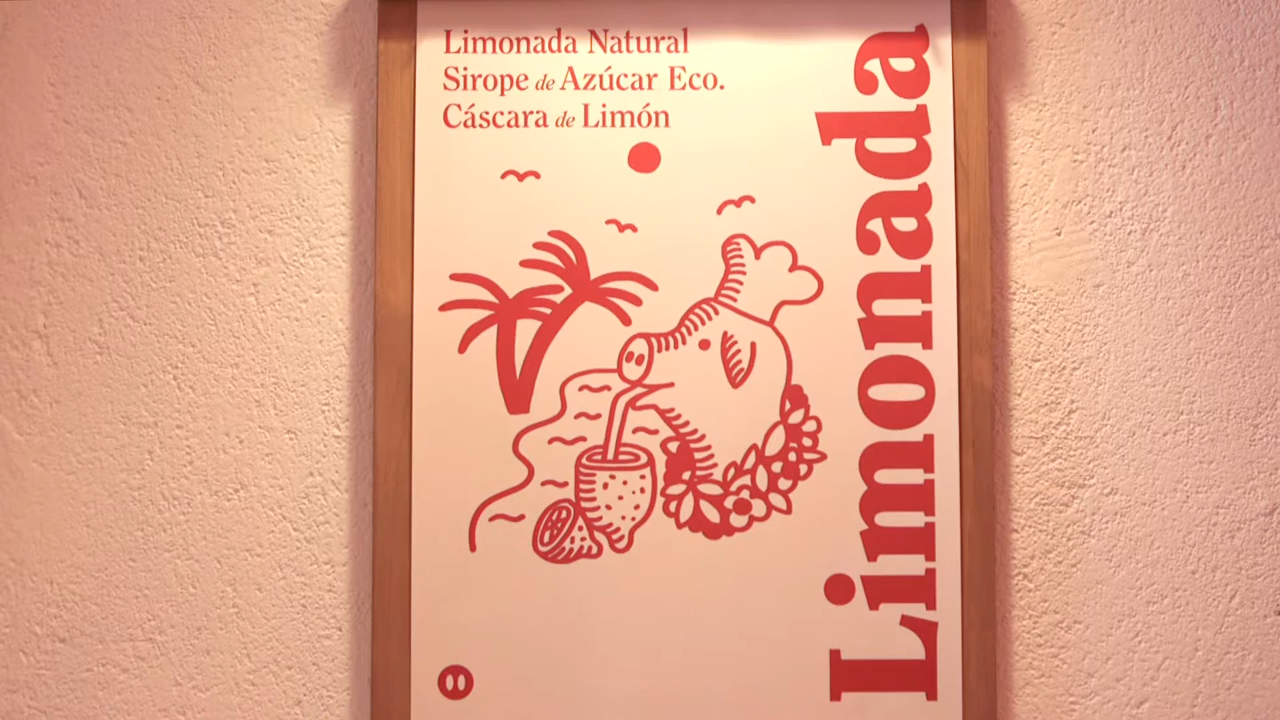 Limonada Natural
Sirope de Azúcar Eco.
Cáscara de Limón
Limonada